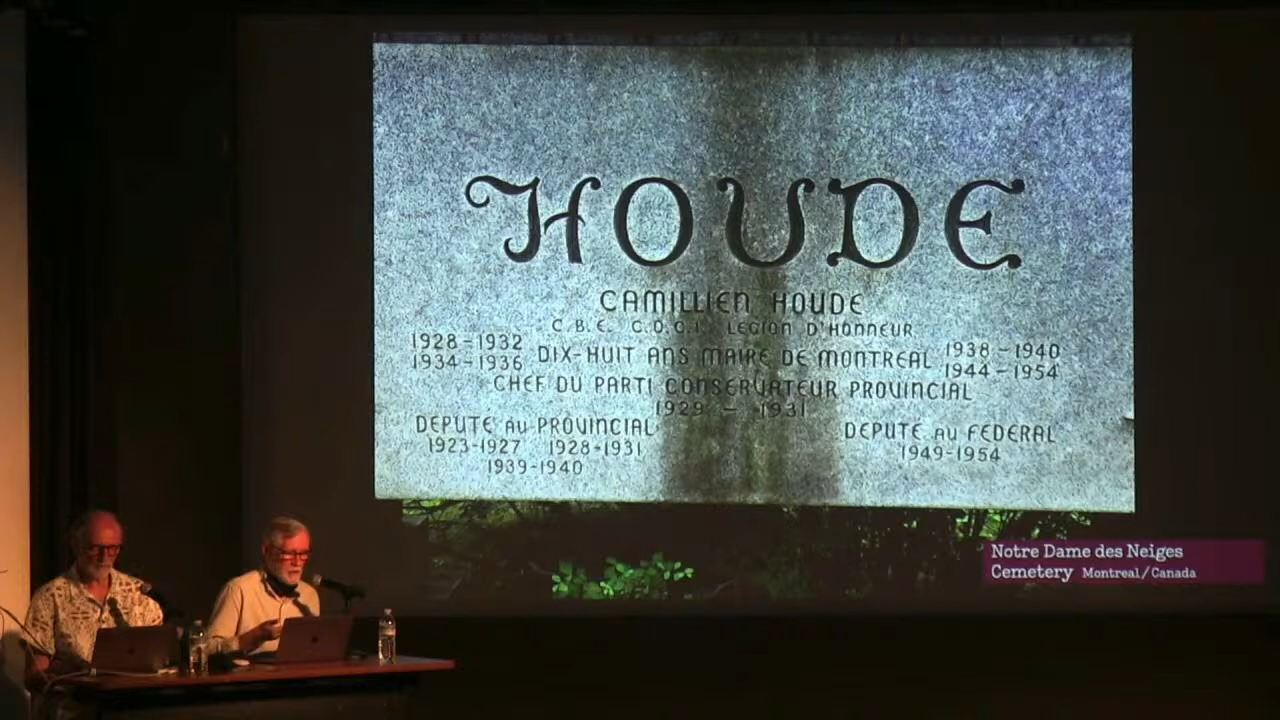 HOUDE
CAMILLIEN HOUDE
C.B.E. C.O.C.I. LEGION D'HONNEUR
1928-1932
1934-1936
DIX-HUIT ANS MAIRE DE MONTREAL
1938-1940
1944-1954
CHEF DU PARTI CONSERVATEUR PROVINCIAL
1929 - 1931
DEPUTE AU PROVINCIAL
1923-1927 1928-1931
1939-1940
DEPUTÉ AU FEDERAL
1949-1954
Notre Dame des Neiges
Cemetery Montreal/Canada